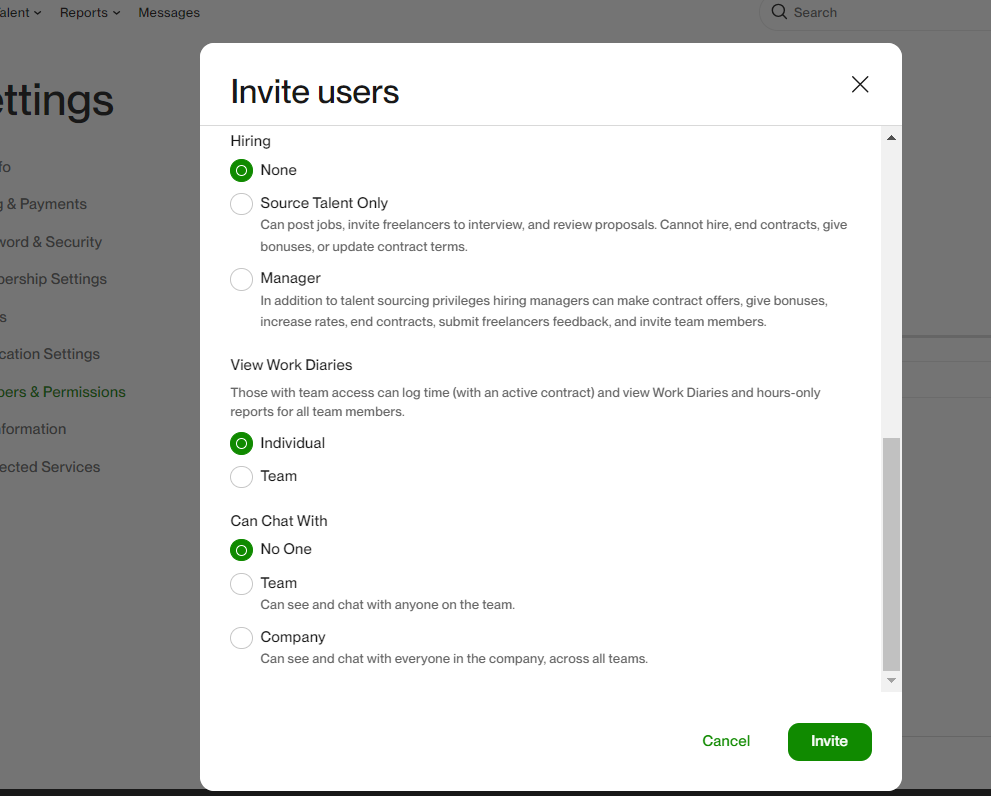 alent Reports Messages Search
Invite users
ettings
Hiring
fo
None
g & Payments
Source Talent Only
Can post jobs, invite freelancers to interview, and review proposals. Cannot hire, end contracts, give
bonuses, or update contract terms.
word & Security
bership Settings
Manager
In addition to talent sourcing privileges hiring managers can make contract offers, give bonuses,
increase rates, end contracts, submit freelancers feedback, and invite team members.
s
cation Settings
View Work Diaries
Those with team access can log time (with an active contract) and view Work Diaries and hours-only
reports for all team members.
bers & Permissions
nformation
Individual
ected Services
Team
Can Chat With
No One
Team
Can see and chat with anyone on the team.
Company
Can see and chat with everyone in the company, across all teams.
Cancel Invite